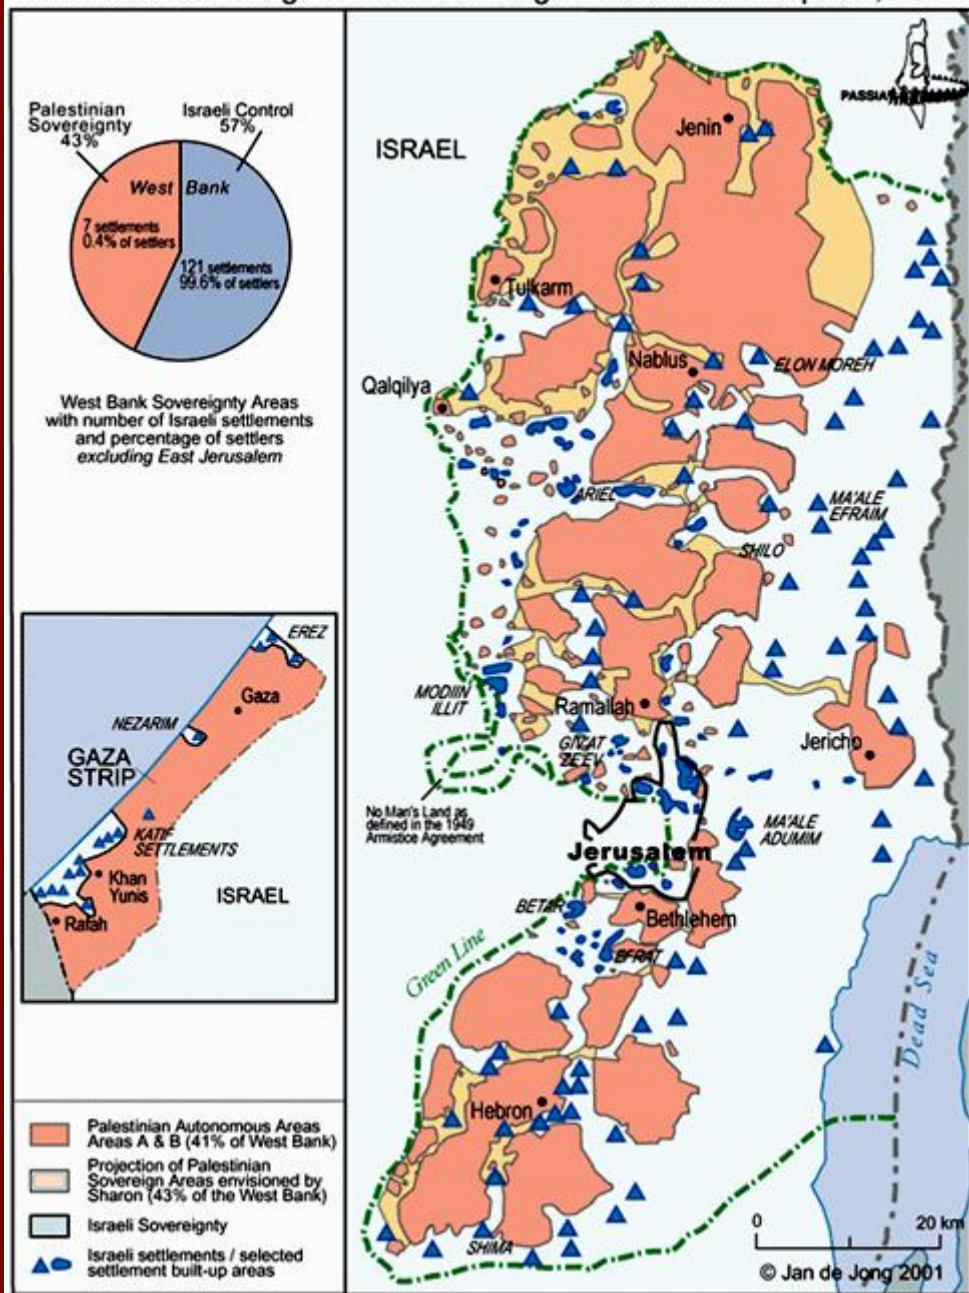 PASSIA
Palestinian
Sovereignty
43%
Israeli Control
57%
West Bank
7 settlements
0.4% of settlers
121 settlements
99.6% of settlers
West Bank Sovereignty Areas
with number of Israeli settlements
and percentage of settlers
excluding East Jerusalem
EREZ
Gaza
NEZARIM
GAZA
STRIP
KATIF
SETTLEMENTS
Khan
Yunis
ISRAEL
Rafah
Palestinian Autonomous Areas
Areas A & B (41% of West Bank)
Projection of Palestinian
Sovereign Areas envisioned by
Sharon (43% of the West Bank)
Israeli Sovereignty
Israeli settlements / selected
settlement built-up areas
ISRAEL
Jenin
Tulkarm
Nablus
ELON MOREH
Qalqilya
ARIEL
MA'ALE
EFRAIM
SHILO
MODIIN
ILLIT
Ramallah
GIVAT
ZEEV
Jericho
No Man's Land as
defined in the 1949
Armistice Agreement
MA'ALE
ADUMIM
Jerusalem
BETAR
Bethlehem
EFRAT
Green Line
Dead Sea
Hebron
SHIMA
0 20 km
© Jan de Jong 2001